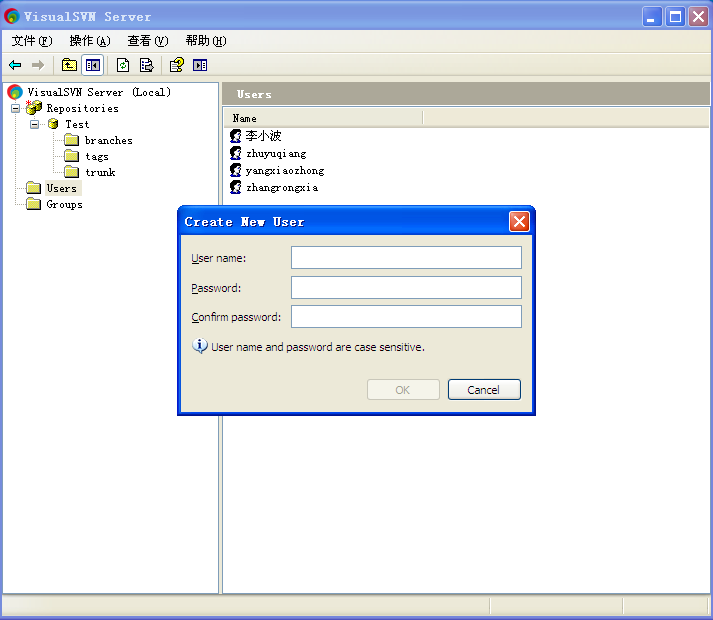 VisualSVN Server
文件(F) 操作(A) 查看(V) 帮助(H)
VisualSVN Server (Local)
Repositories
Test
branches
tags
trunk
Users
Groups
Users
Name
李小波
zhuyuqiang
yangxiaozhong
zhangrongxia
Create New User
User name:
Password:
Confirm password:
User name and password are case sensitive.
OK Cancel